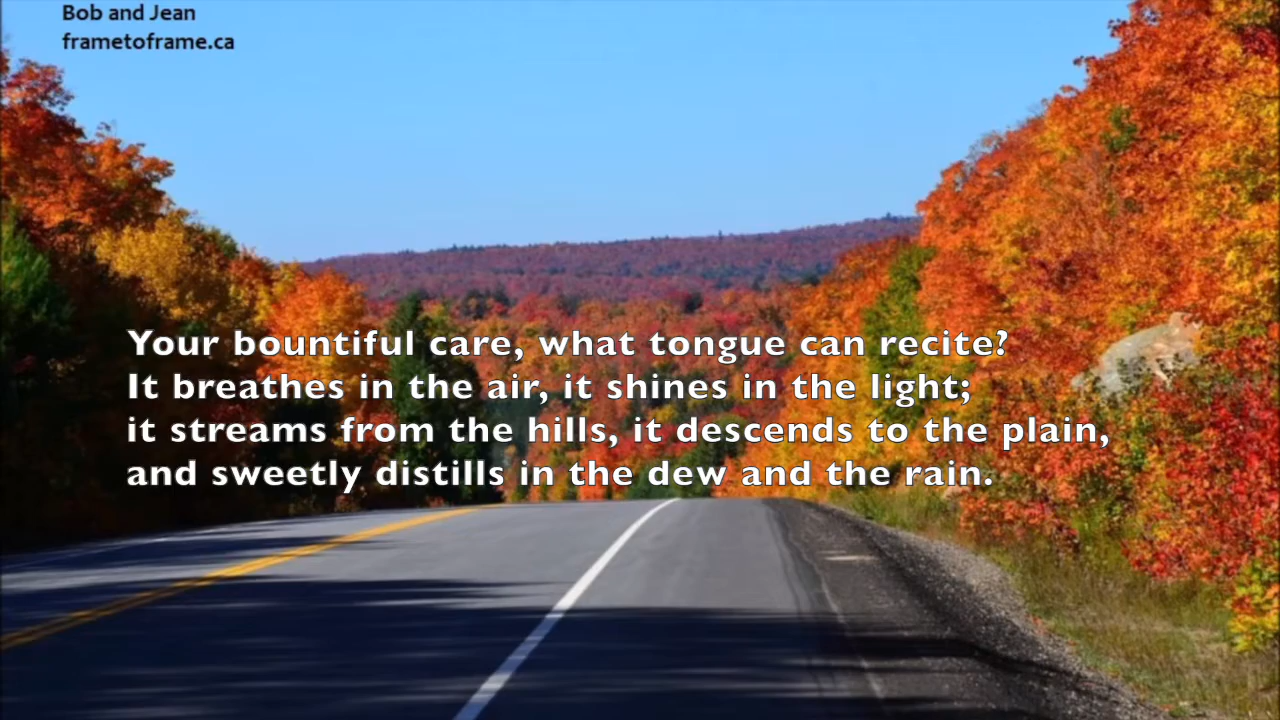 Bob and Jean
frametoframe.ca
Your bountiful care, what tongue can recite?
It breathes in the air, it shines in the light;
it streams from the hills, it descends to the plain,
and sweetly distills in the dew and the rain.